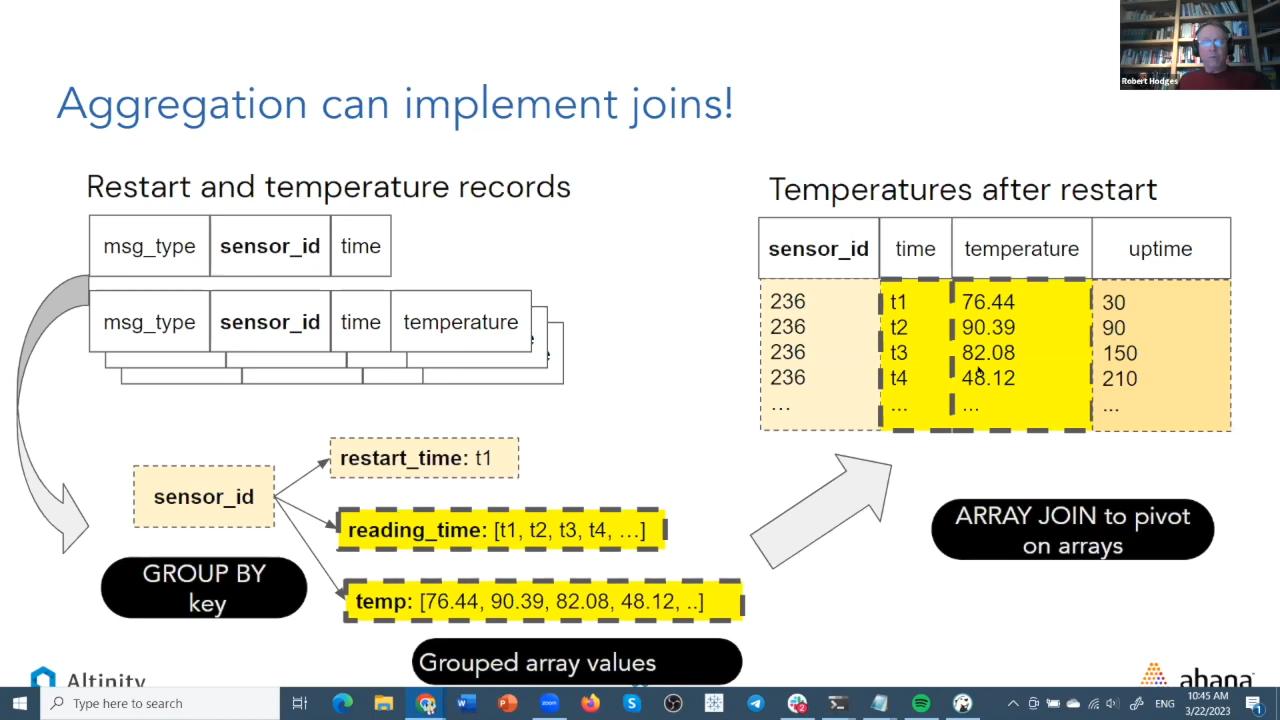 Robert Hodges
Aggregation can implement joins!
Restart and temperature records
msg_type sensor_id time
msg_type sensor_id time temperature
e
e
sensor_id
restart_time: t1
reading_time: [t1, t2, t3, t4, …]
temp: [76.44, 90.39, 82.08, 48.12, ..]
GROUP BY
key
Grouped array values
Temperatures after restart
sensor_id time temperature uptime
236 t1 76.44 30
236 t2 90.39 90
236 t3 82.08 150
236 t4 48.12 210
... ... ... ...
ARRAY JOIN to pivot
on arrays
Altinity
ahana
Type here to search
zoom
2
ENG
10:45 AM
3/22/2023
1